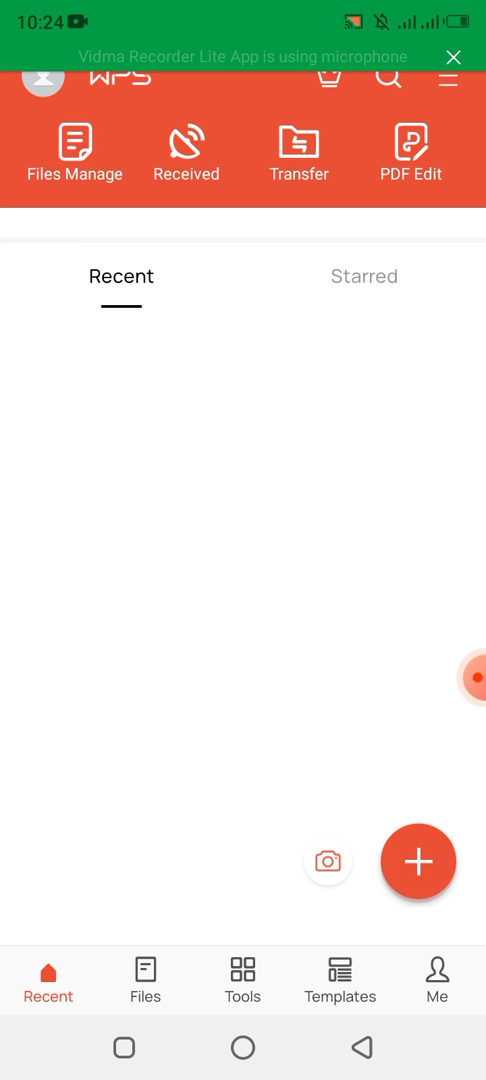 10:24
Vidma Recorder Lite App is using microphone
WPS
Files Manage Received Transfer PDF Edit
Recent Starred
Recent Files Tools Templates Me